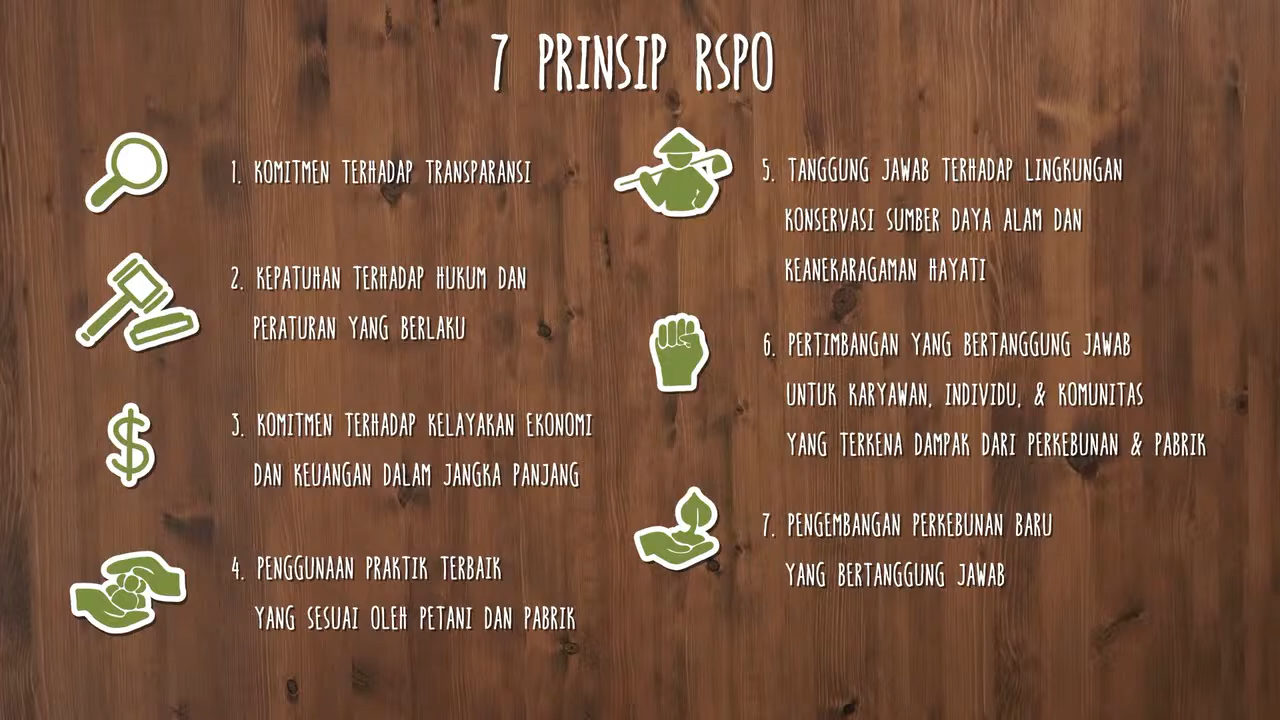 7 PRINSIP RSPO
1. KOMITMEN TERHADAP TRANSPARANSI
2. KEPATUHAN TERHADAP HUKUM DAN
PERATURAN YANG BERLAKU
3. KOMITMEN TERHADAP KELAYAKAN EKONOMI
DAN KEUANGAN DALAM JANGKA PANJANG
4. PENGGUNAAN PRAKTIK TERBAIK
YANG SESUAI OLEH PETANI DAN PABRIK
5. TANGGUNG JAWAB TERHADAP LINGKUNGAN
KONSERVASI SUMBER DAYA ALAM DAN
KEANEKARAGAMAN HAYATI
6. PERTIMBANGAN YANG BERTANGGUNG JAWAB
UNTUK KARYAWAN, INDIVIDU, & KOMUNITAS
YANG TERKENA DAMPAK DARI PERKEBUNAN & PABRIK
7. PENGEMBANGAN PERKEBUNAN BARU
YANG BERTANGGUNG JAWAB